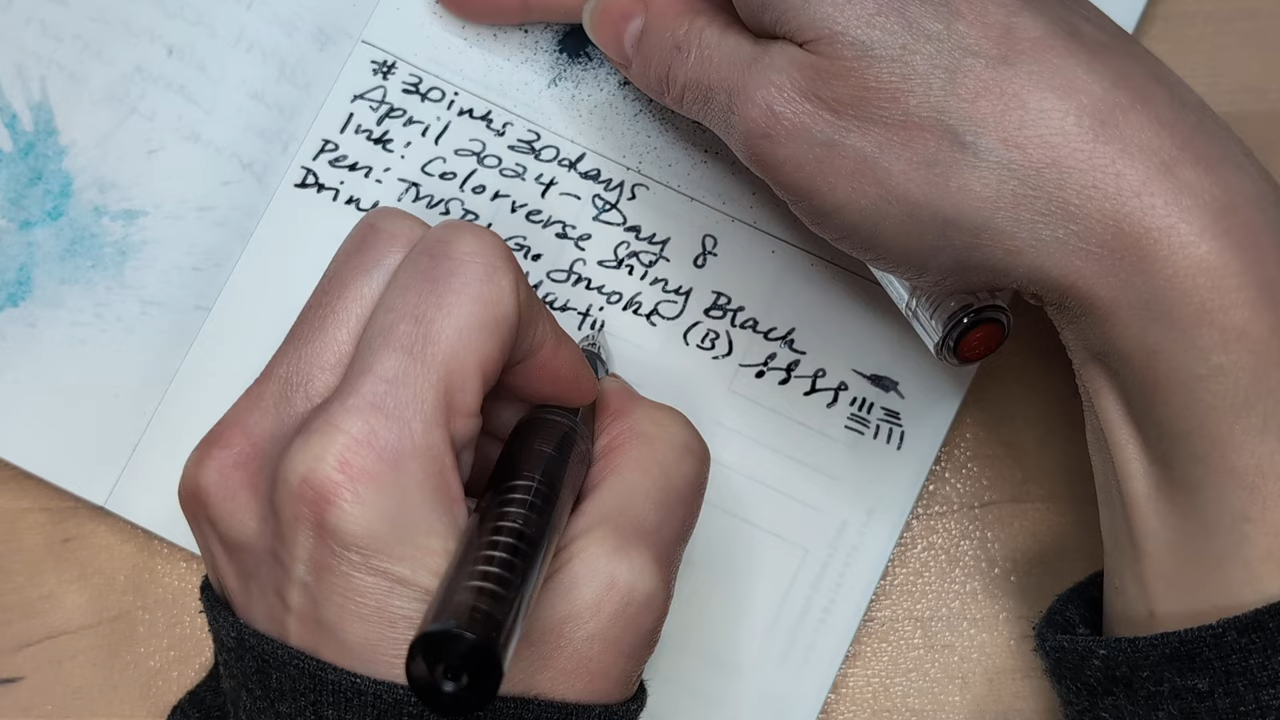 #30inks30days
April 2024 - Day 8
Ink: Colorverse Shiny Black
Pen: TWSBI Go Smoke (B)